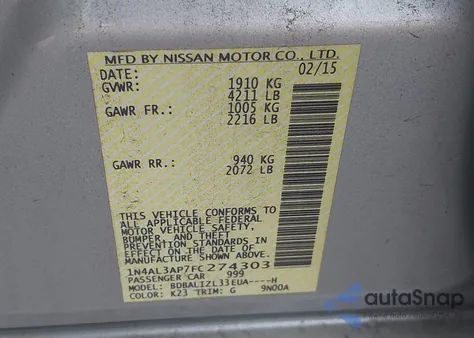 MFD BY NISSAN MOTOR CO., LTD.
DATE: 02/15
GVWR: 1910 KG
4211 LB
GAWR FR.: 1005 KG
2216 LB
GAWR RR.: 940 KG
2072 LB
THIS VEHICLE CONFORMS TO
ALL APPLICABLE FEDERAL
MOTOR VEHICLE SAFETY,
BUMPER, AND THEFT
PREVENTION STANDARDS
IN EFFECT ON THE DATE OF
MANUFACTURE SHOWN ABOVE.
1N4AL3AP7FC274303
PASSENGER CAR 999
MODEL: BDBALIZL33EUA----H
COLOR: K23 TRIM: G 9N00A
autoSnap